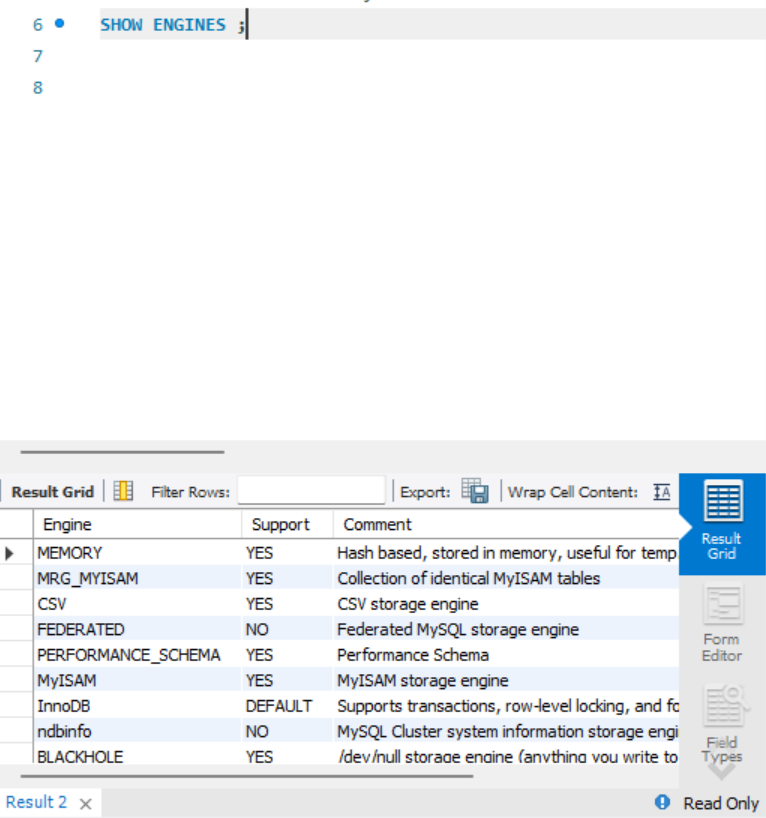 6 SHOW ENGINES ;
7
8
Result Grid Filter Rows: Export: Wrap Cell Content: IA
Engine Support Comment
MEMORY YES Hash based, stored in memory, useful for temp
MRG_MYISAM YES Collection of identical MyISAM tables
CSV YES CSV storage engine
FEDERATED NO Federated MySQL storage engine
PERFORMANCE_SCHEMA YES Performance Schema
MyISAM YES MyISAM storage engine
InnoDB DEFAULT Supports transactions, row-level locking, and fo
ndbinfo NO MySQL Cluster system information storage engi
BLACKHOLE YES /dev/null storage engine (anything you write to
Result
Grid
Form
Editor
Field
Types
Result 2 Read Only